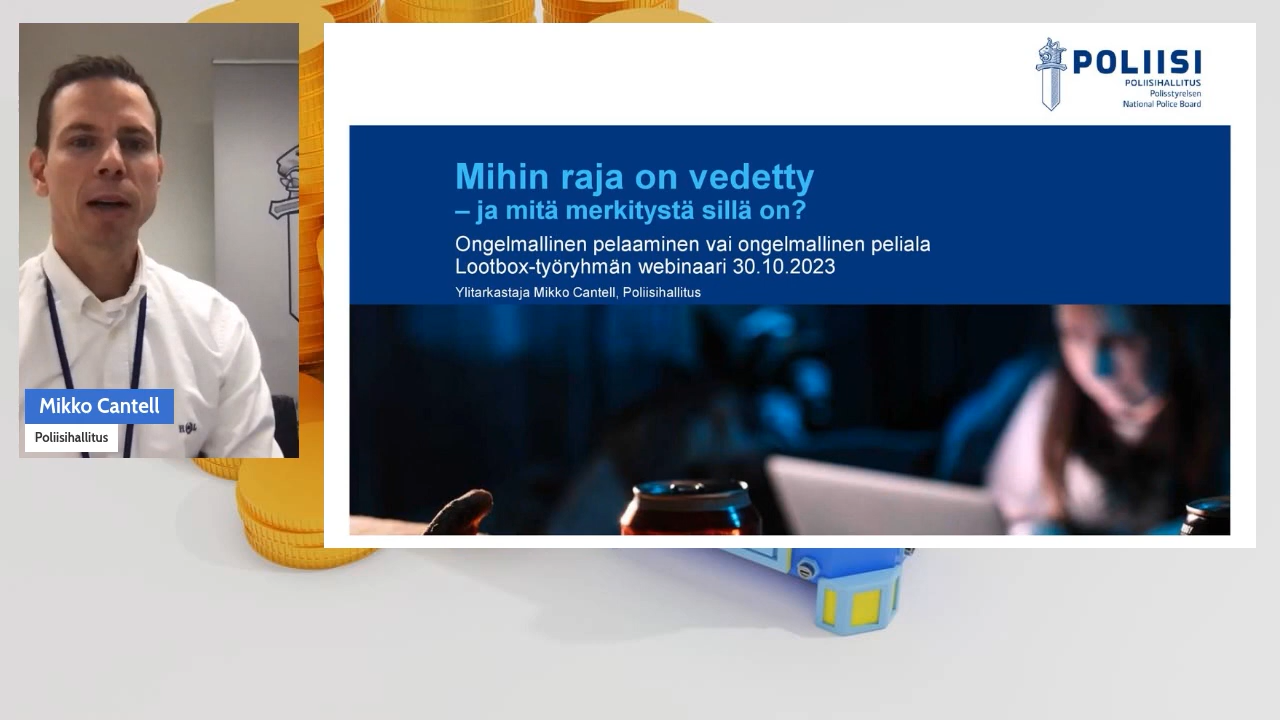 POLIISI
POLIISIHALLITUS
Polisstyrelsen
National Police Board
Mihin raja on vedetty
– ja mitä merkitystä sillä on?
Ongelmallinen pelaaminen vai ongelmallinen peliala
Lootbox-työryhmän webinaari 30.10.2023
Ylitarkastaja Mikko Cantell, Poliisihallitus
Mikko Cantell
Poliisihallitus